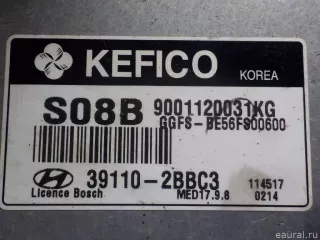 KEFICO
KOREA
S08B 9001120031KG
GGFS-BE56FS00600
39110-2BBC3 114517
Licence Bosch MED17.9.8 0214
eaural.ru